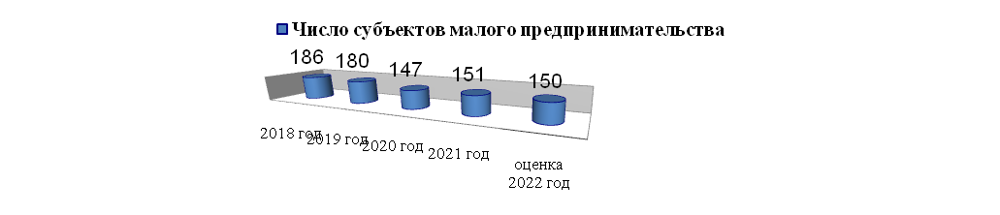 Число субъектов малого предпринимательства
186
180
147
151
150
2018 год
2019 год
2020 год
2021 год
оценка
2022 год